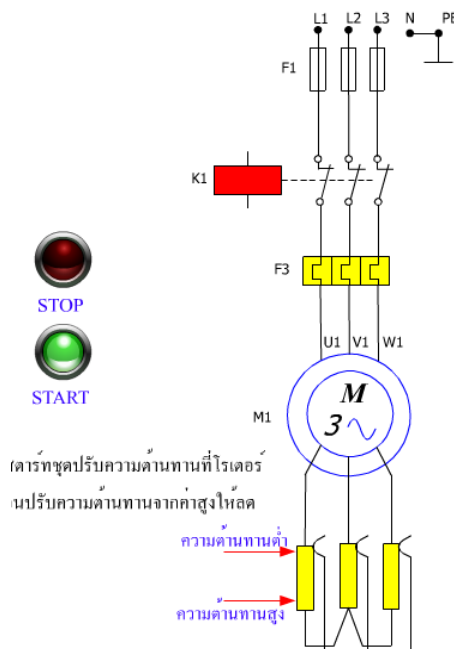 L1 L2 L3 N PE
F1
K1
F3
STOP
U1 V1 W1
START
M1
M
3
สตาร์ทชุดปรับความต้านทานที่โรเตอร์
นปรับความต้านทานจากค่าสูงให้ลด
ความต้านทานต่ำ
ความต้านทานสูง